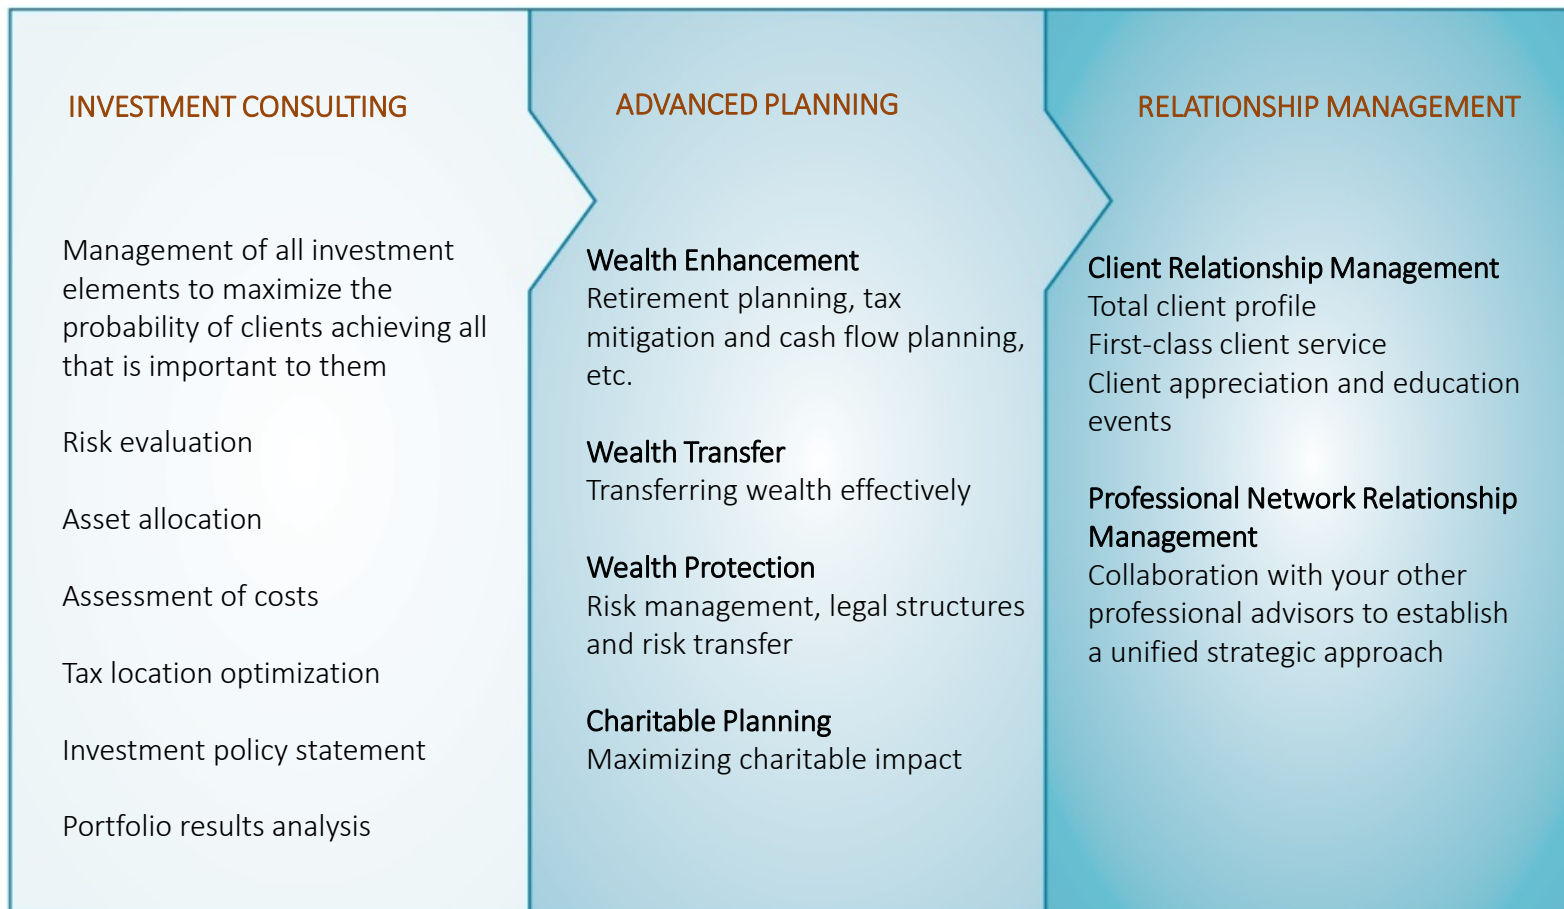 INVESTMENT CONSULTING
Management of all investment
elements to maximize the
probability of clients achieving all
that is important to them
Risk evaluation
Asset allocation
Assessment of costs
Tax location optimization
Investment policy statement
Portfolio results analysis
ADVANCED PLANNING
Wealth Enhancement
Retirement planning, tax
mitigation and cash flow planning,
etc.
Wealth Transfer
Transferring wealth effectively
Wealth Protection
Risk management, legal structures
and risk transfer
Charitable Planning
Maximizing charitable impact
RELATIONSHIP MANAGEMENT
Client Relationship Management
Total client profile
First-class client service
Client appreciation and education
events
Professional Network Relationship
Management
Collaboration with your other
professional advisors to establish
a unified strategic approach